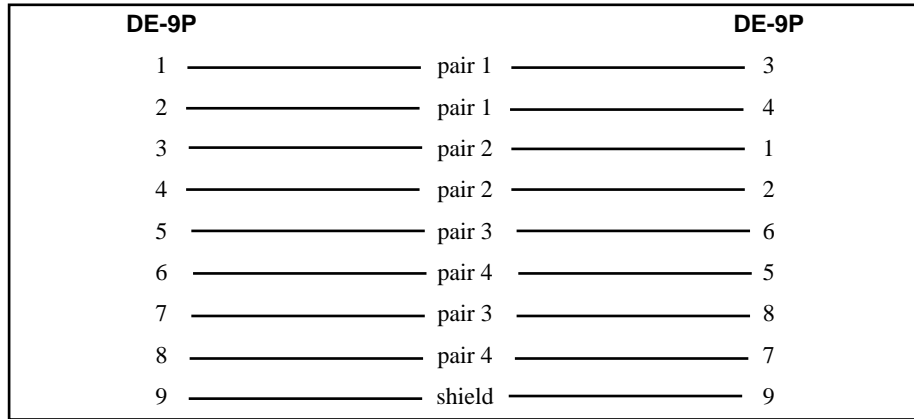 DE-9P DE-9P
1 pair 1 3
2 pair 1 4
3 pair 2 1
4 pair 2 2
5 pair 3 6
6 pair 4 5
7 pair 3 8
8 pair 4 7
9 shield 9